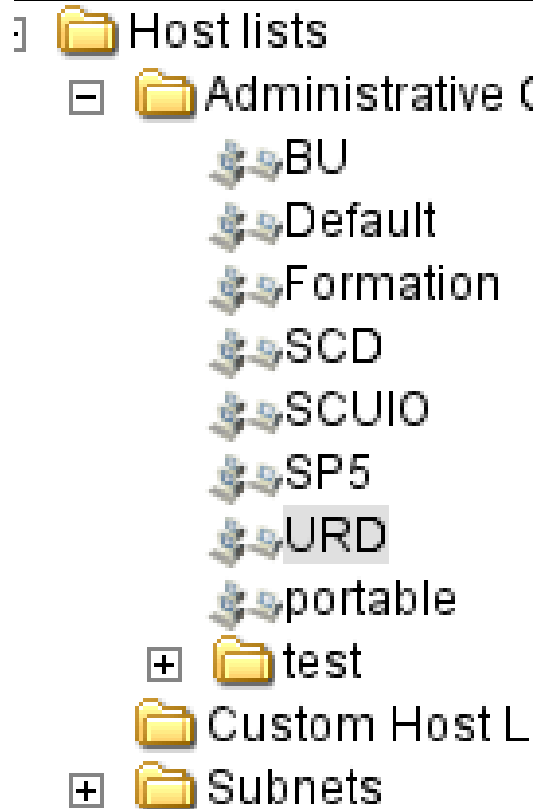 Host lists
Administrative
BU
Default
Formation
SCD
SCUIO
SP5
URD
portable
test
Custom Host L
Subnets